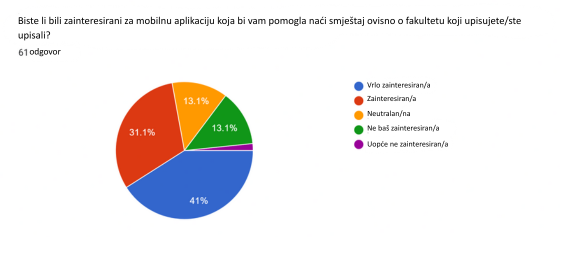 Biste li bili zainteresirani za mobilnu aplikaciju koja bi vam pomogla naći smještaj ovisno o fakultetu koji upisujete/ste
upisali?
61 odgovor
13.1%
13.1%
31.1%
41%
Vrlo zainteresiran/a
Zainteresiran/a
Neutralan/na
Ne baš zainteresiran/a
Uopće ne zainteresiran/a